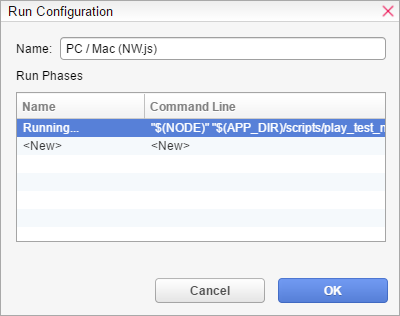 Run Configuration
Name: PC / Mac (NW.js)
Run Phases
Name Command Line
Running... "$(NODE)" "$(APP_DIR)/scripts/play_test_n
<New> <New>
Cancel OK